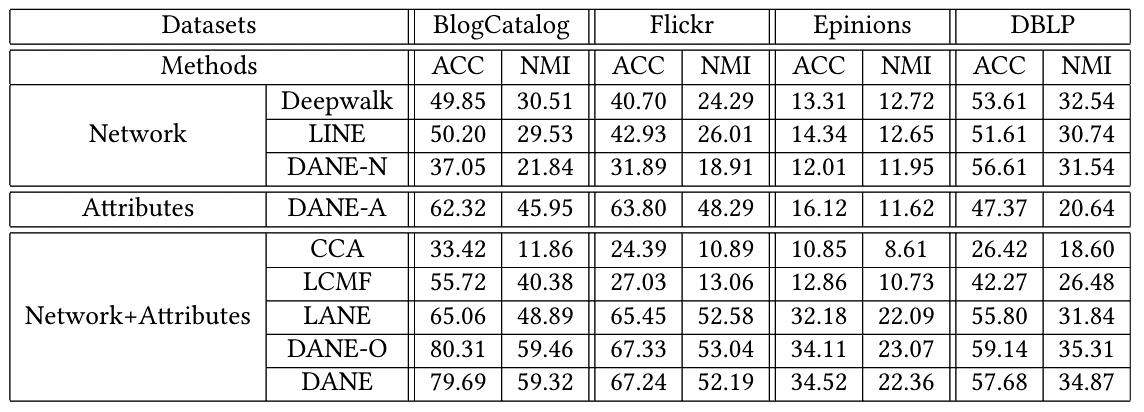 Datasets BlogCatalog Flickr Epinions DBLP
Methods ACC NMI ACC NMI ACC NMI ACC NMI
Deepwalk 49.85 30.51 40.70 24.29 13.31 12.72 53.61 32.54
Network LINE 50.20 29.53 42.93 26.01 14.34 12.65 51.61 30.74
DANE-N 37.05 21.84 31.89 18.91 12.01 11.95 56.61 31.54
Attributes DANE-A 62.32 45.95 63.80 48.29 16.12 11.62 47.37 20.64
CCA 33.42 11.86 24.39 10.89 10.85 8.61 26.42 18.60
LCMF 55.72 40.38 27.03 13.06 12.86 10.73 42.27 26.48
Network+Attributes LANE 65.06 48.89 65.45 52.58 32.18 22.09 55.80 31.84
DANE-O 80.31 59.46 67.33 53.04 34.11 23.07 59.14 35.31
DANE 79.69 59.32 67.24 52.19 34.52 22.36 57.68 34.87